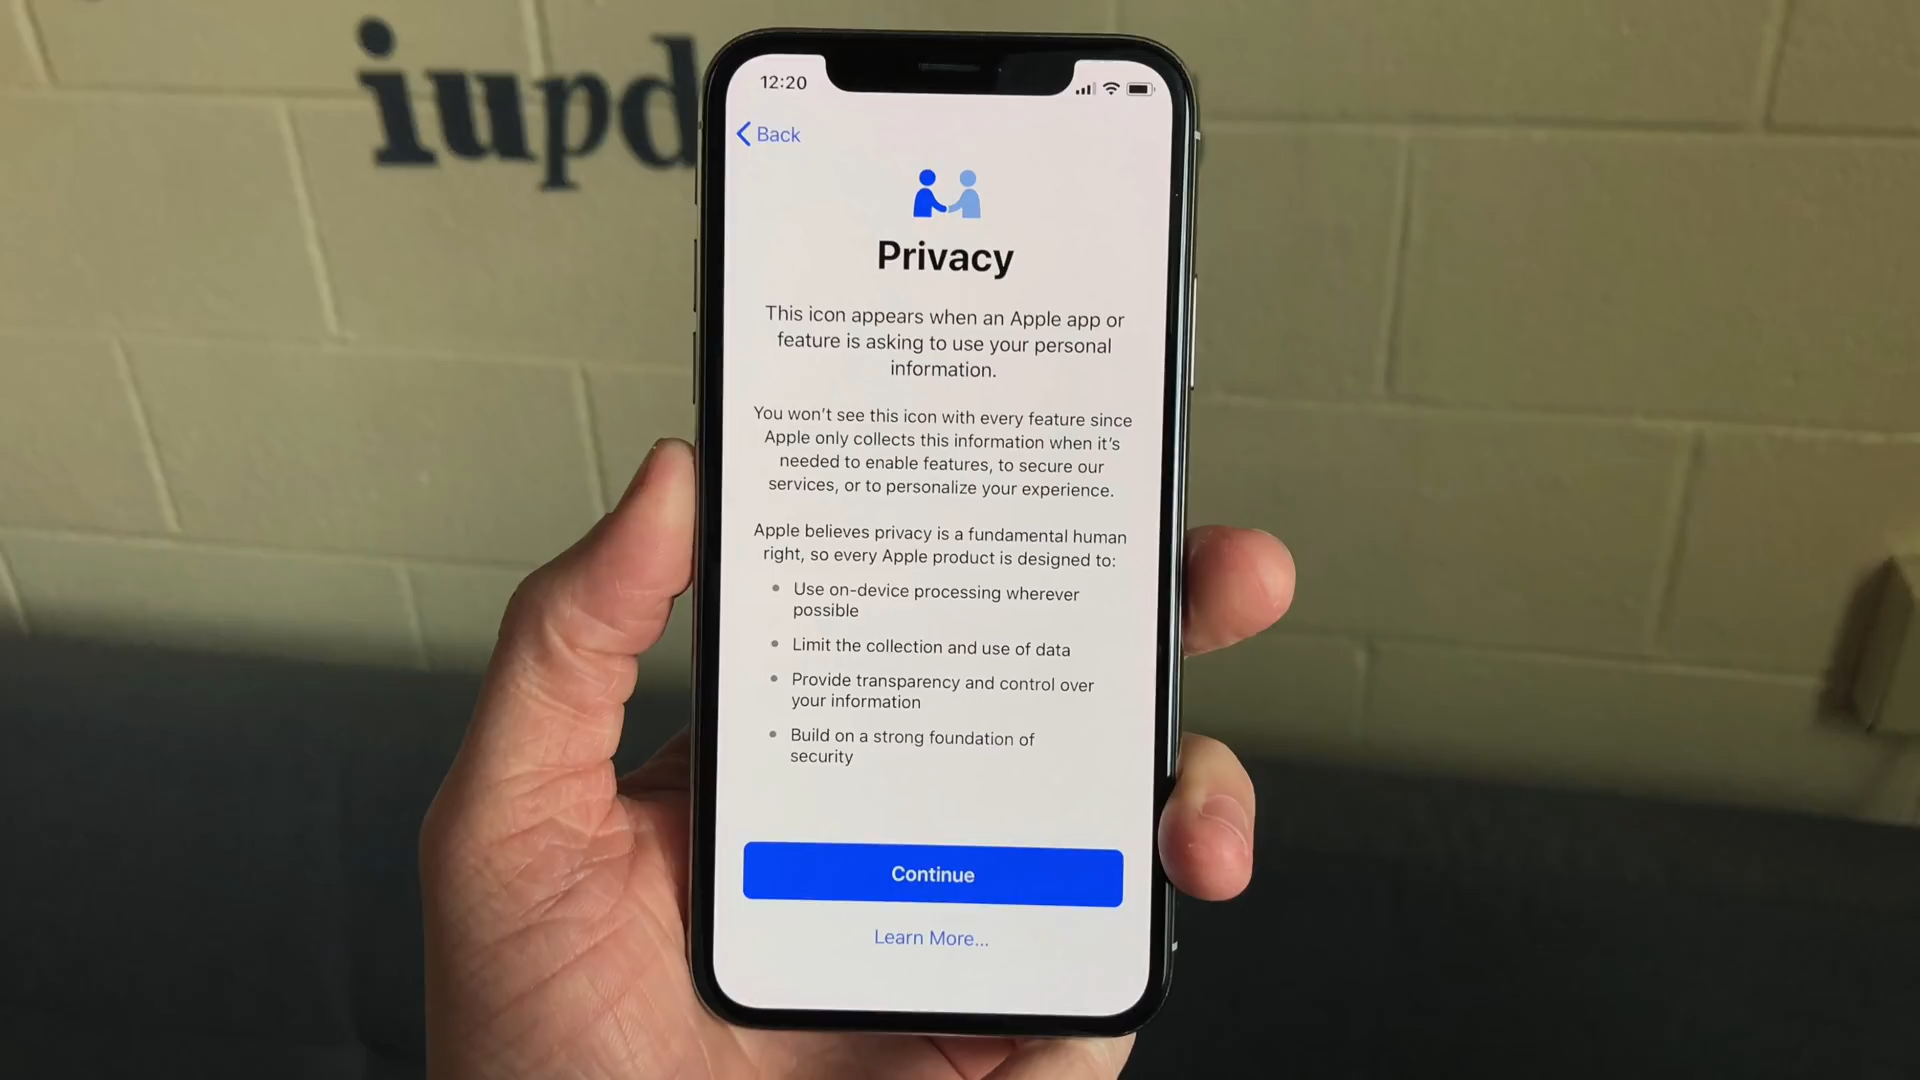 iupd
12:20
Back
Privacy
This icon appears when an Apple app or
feature is asking to use your personal
information.
You won't see this icon with every feature since
Apple only collects this information when it's
needed to enable features, to secure our
services, or to personalize your experience.
Apple believes privacy is a fundamental human
right, so every Apple product is designed to:
• Use on-device processing wherever
possible
• Limit the collection and use of data
• Provide transparency and control over
your information
• Build on a strong foundation of
security
Continue
Learn More...